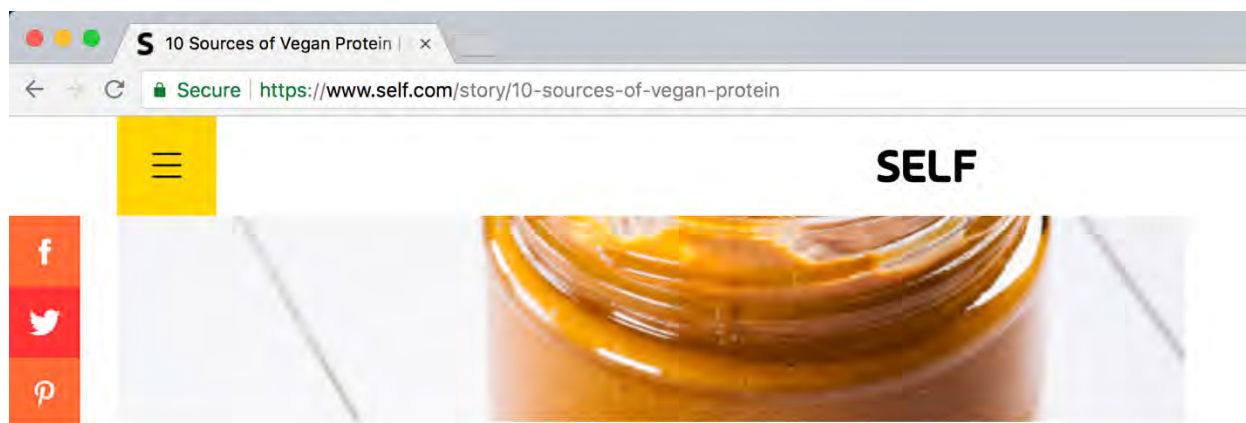 S 10 Sources of Vegan Protein |
Secure | https://www.self.com/story/10-sources-of-vegan-protein
SELF